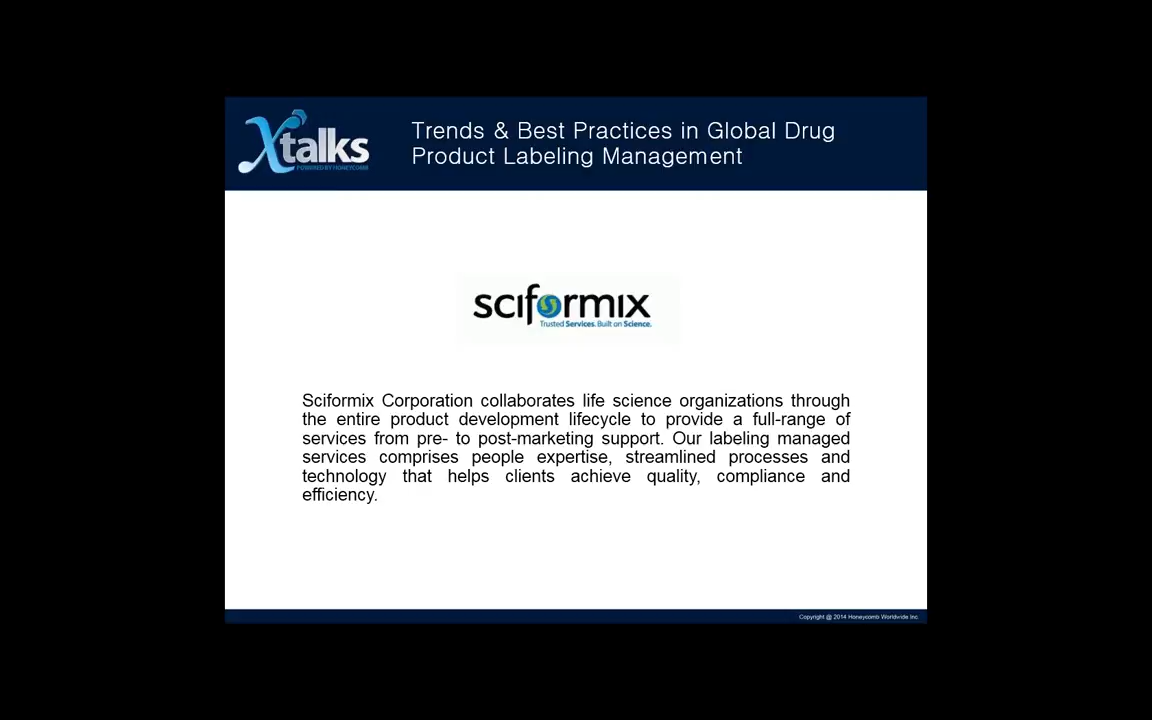 Xtalks
POWERED BY HONEYCOMB
Trends & Best Practices in Global Drug
Product Labeling Management
sciformix
Trusted Services. Built on Science.
Sciformix Corporation collaborates life science organizations through
the entire product development lifecycle to provide a full-range of
services from pre- to post-marketing support. Our labeling managed
services comprises people expertise, streamlined processes and
technology that helps clients achieve quality, compliance and
efficiency.
Copyright @ 2014 Honeycomb Worldwide Inc.